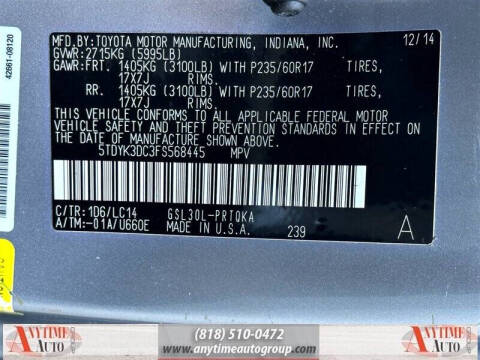 MFD.BY:TOYOTA MOTOR MANUFACTURING, INDIANA, INC. 12/14
GVWR:2715KG (5995LB)
GAWR:FRT. 1405KG (3100LB) WITH P235/60R17 TIRES,
17X7J RIMS,
RR. 1405KG (3100LB) WITH P235/60R17 TIRES,
17X7J RIMS.
THIS VEHICLE CONFORMS TO ALL APPLICABLE FEDERAL MOTOR
VEHICLE SAFETY AND THEFT PREVENTION STANDARDS IN
EFFECT ON THE DATE OF MANUFACTURE SHOWN ABOVE.
5TDYK3DC3FS568445 MPV
C/TR:1D6/LC14 GSL30L-PRTQKA
A/TM:-01A/U660E MADE IN U.S.A. 239
A
42661-08120
ANYTIME
AUTO
(818) 510-0472
anytimeautogroup.com
ANYTIME
AUTO